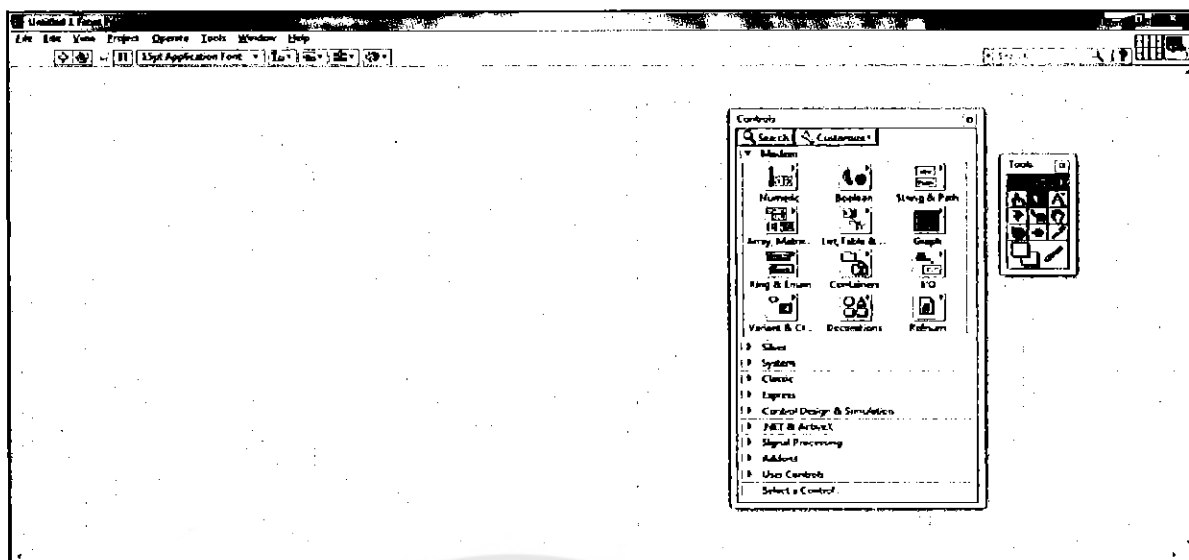 Untitled 1 Front
File Edit View Project Operate Tools Window Help
15pt Application Font
Controls
Search Customize
Modern
Numeric Boolean String & Path
Array, Matrix... List, Table & ... Graph
Ring & Enum Containers I/O
Variant & Cl... Decorations Refnum
Silver
System
Classic
Express
Control Design & Simulation
.NET & ActiveX
Signal Processing
Addons
User Controls
Select a Control...
Tools